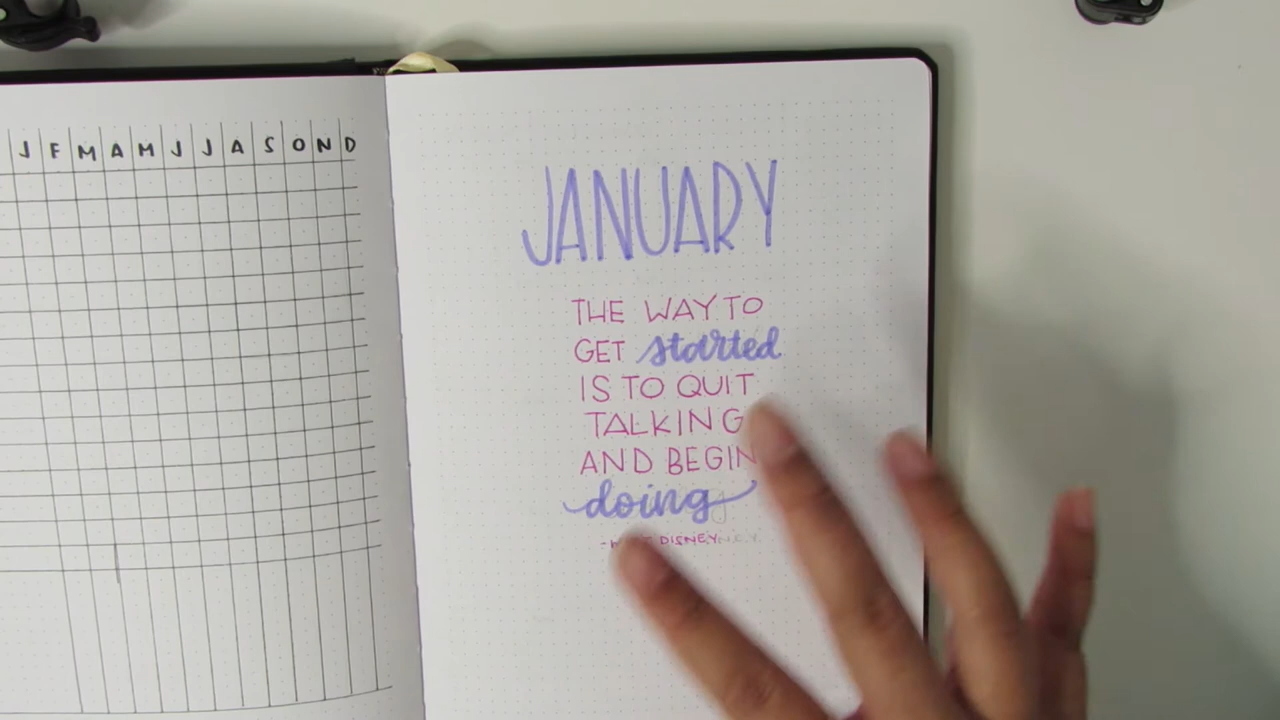 J F M A M J J A S O N D
JANUARY
THE WAY TO
GET started
IS TO QUIT
TALKING
AND BEGIN
doing
- DISNEY